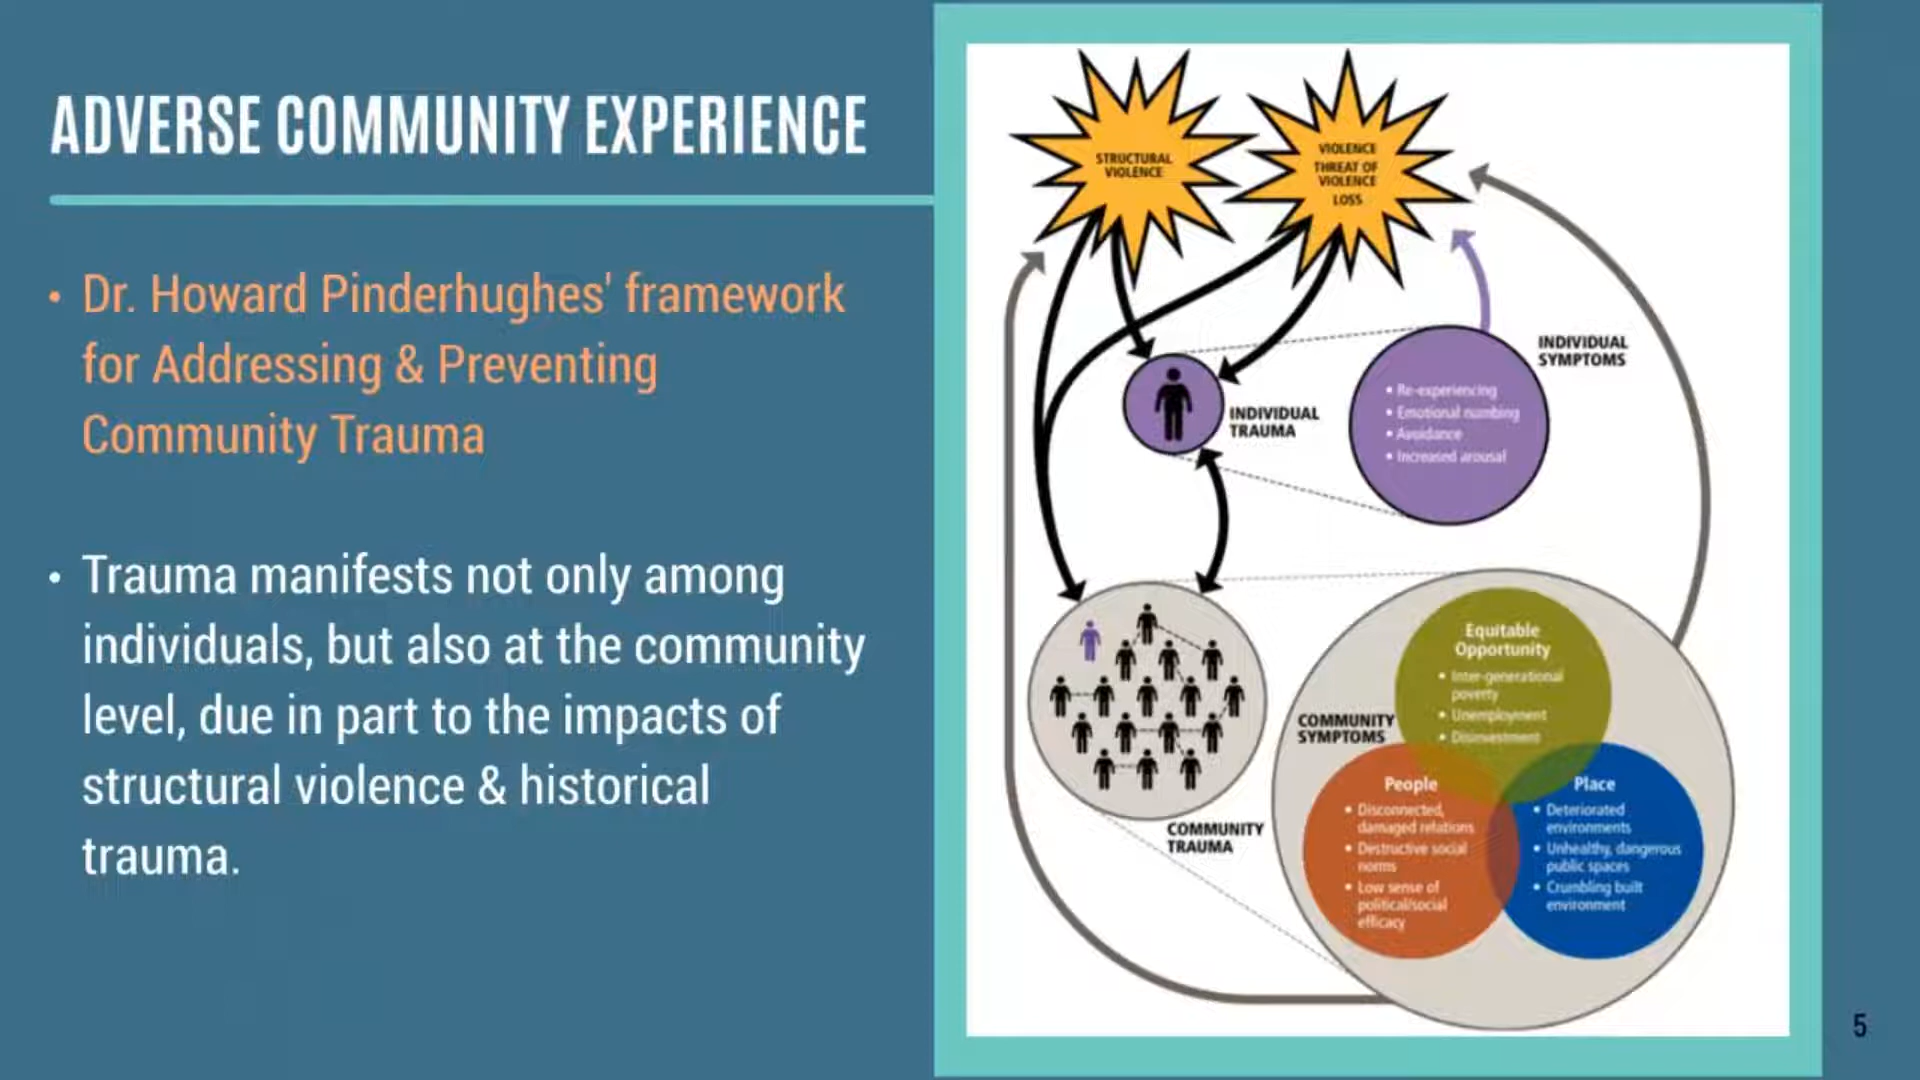 ADVERSE COMMUNITY EXPERIENCE
• Dr. Howard Pinderhughes' framework
for Addressing & Preventing
Community Trauma
• Trauma manifests not only among
individuals, but also at the community
level, due in part to the impacts of
structural violence & historical
trauma.
STRUCTURAL
VIOLENCE
VIOLENCE
THREAT OF
VIOLENCE
LOSS
INDIVIDUAL
TRAUMA
INDIVIDUAL
SYMPTOMS
• Re-experiencing
• Emotional numbing
• Avoidance
• Increased arousal
COMMUNITY
TRAUMA
COMMUNITY
SYMPTOMS
Equitable
Opportunity
• Inter-generational
poverty
• Unemployment
• Disinvestment
People
• Disconnected,
damaged relations
• Destructive social
norms
• Low sense of
political/social
efficacy
Place
• Deteriorated
environments
• Unhealthy, dangerous
public spaces
• Crumbling built
environment
5